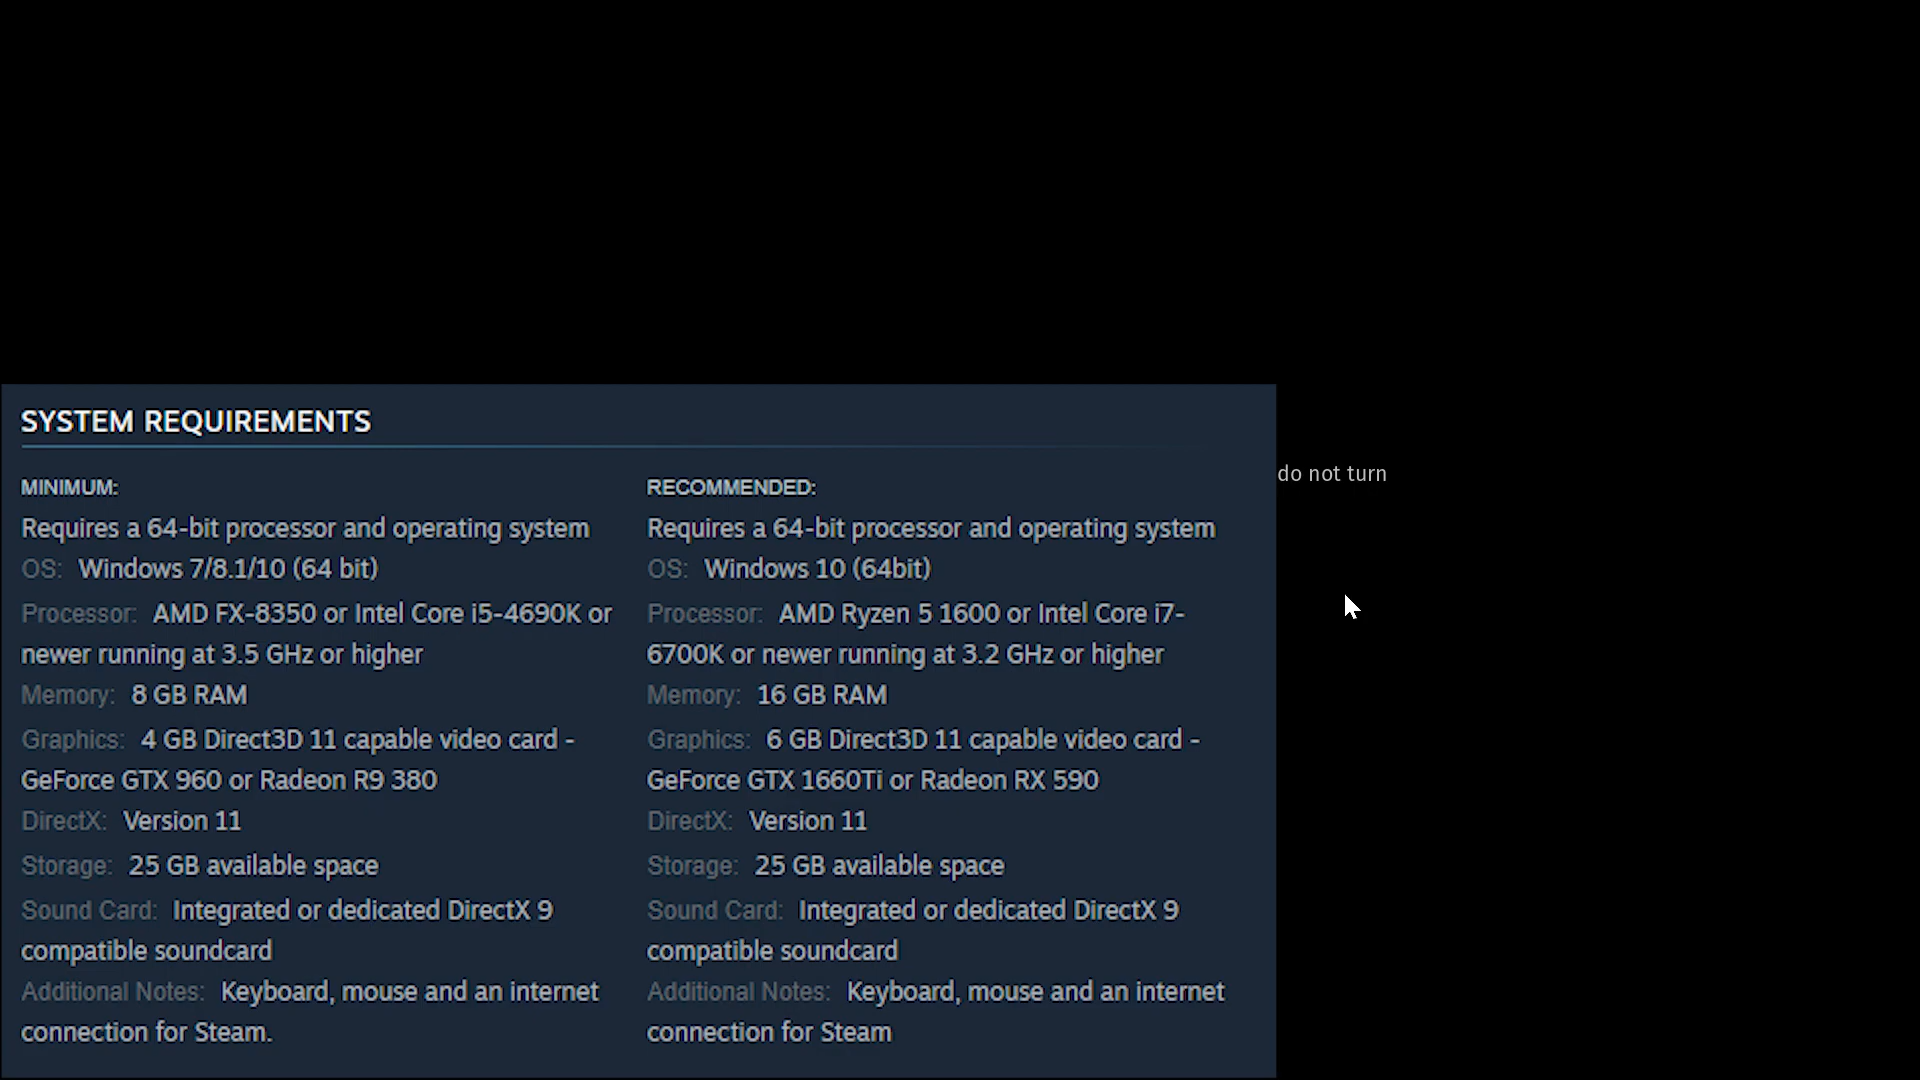 SYSTEM REQUIREMENTS
MINIMUM:
Requires a 64-bit processor and operating system
OS: Windows 7/8.1/10 (64 bit)
Processor: AMD FX-8350 or Intel Core i5-4690K or
newer running at 3.5 GHz or higher
Memory: 8 GB RAM
Graphics: 4 GB Direct3D 11 capable video card -
GeForce GTX 960 or Radeon R9 380
DirectX: Version 11
Storage: 25 GB available space
Sound Card: Integrated or dedicated DirectX 9
compatible soundcard
Additional Notes: Keyboard, mouse and an internet
connection for Steam.
RECOMMENDED:
Requires a 64-bit processor and operating system
OS: Windows 10 (64bit)
Processor: AMD Ryzen 5 1600 or Intel Core i7-
6700K or newer running at 3.2 GHz or higher
Memory: 16 GB RAM
Graphics: 6 GB Direct3D 11 capable video card -
GeForce GTX 1660Ti or Radeon RX 590
DirectX: Version 11
Storage: 25 GB available space
Sound Card: Integrated or dedicated DirectX 9
compatible soundcard
Additional Notes: Keyboard, mouse and an internet
connection for Steam
do not turn